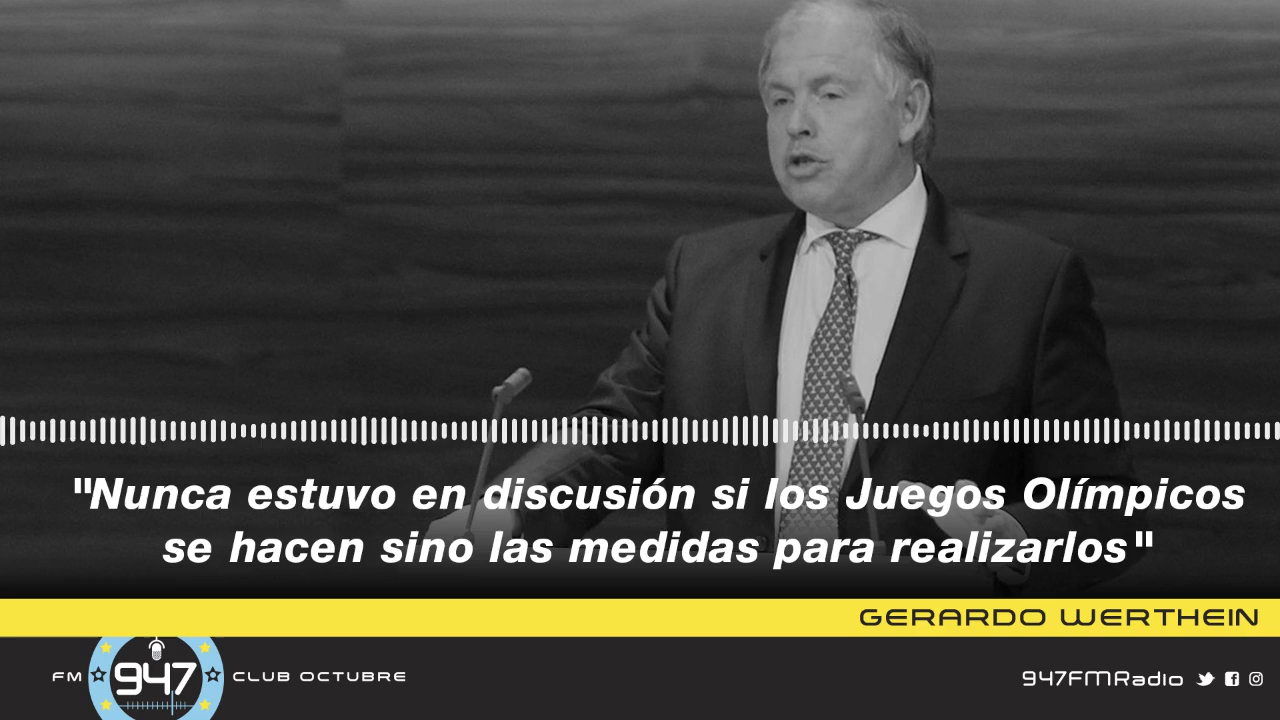 "Nunca estuvo en discusión si los Juegos Olímpicos
se hacen sino las medidas para realizarlos"
GERARDO WERTHEIN
FM 947 CLUB OCTUBRE
947FMRadio